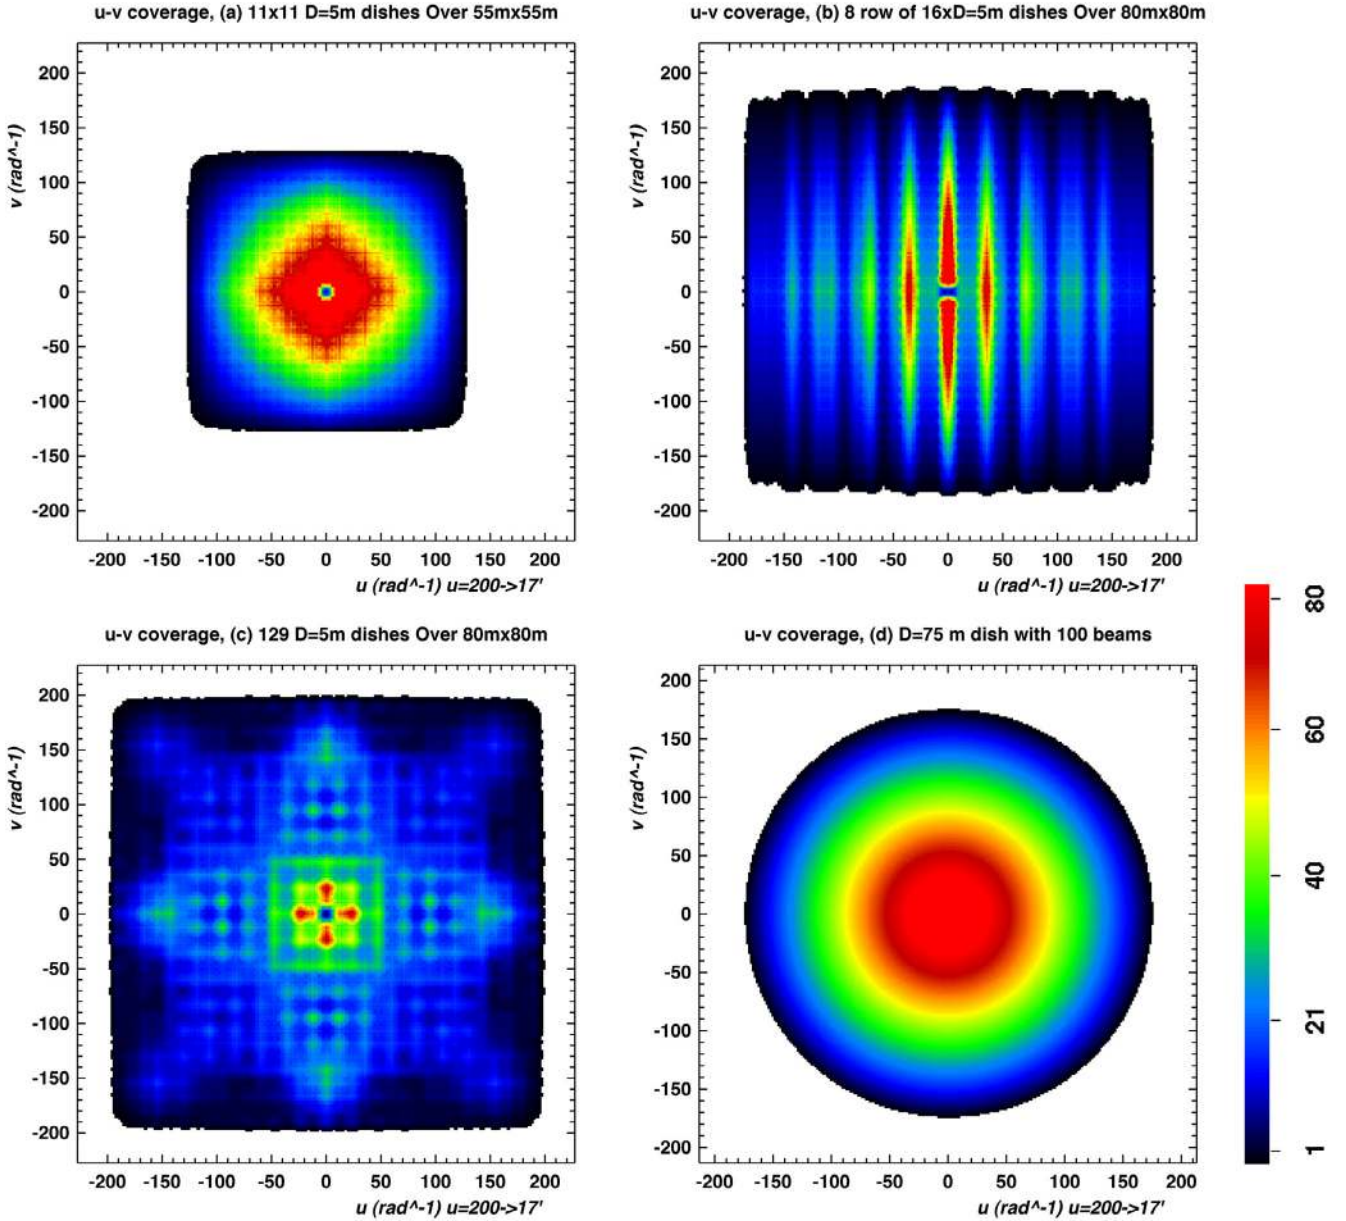 u-v coverage, (a) 11x11 D=5m dishes Over 55mx55m
u-v coverage, (b) 8 row of 16xD=5m dishes Over 80mx80m
v (rad^-1)
200
150
100
50
0
-50
-100
-150
-200
-200 -150 -100 -50 0 50 100 150 200
u (rad^-1) u=200->17'
v (rad^-1)
200
150
100
50
0
-50
-100
-150
-200
-200 -150 -100 -50 0 50 100 150 200
u (rad^-1) u=200->17'
u-v coverage, (c) 129 D=5m dishes Over 80mx80m
u-v coverage, (d) D=75 m dish with 100 beams
v (rad^-1)
200
150
100
50
0
-50
-100
-150
-200
-200 -150 -100 -50 0 50 100 150 200
u (rad^-1) u=200->17'
v (rad^-1)
200
150
100
50
0
-50
-100
-150
-200
-200 -150 -100 -50 0 50 100 150 200
u (rad^-1) u=200->17'
80
60
40
21
1